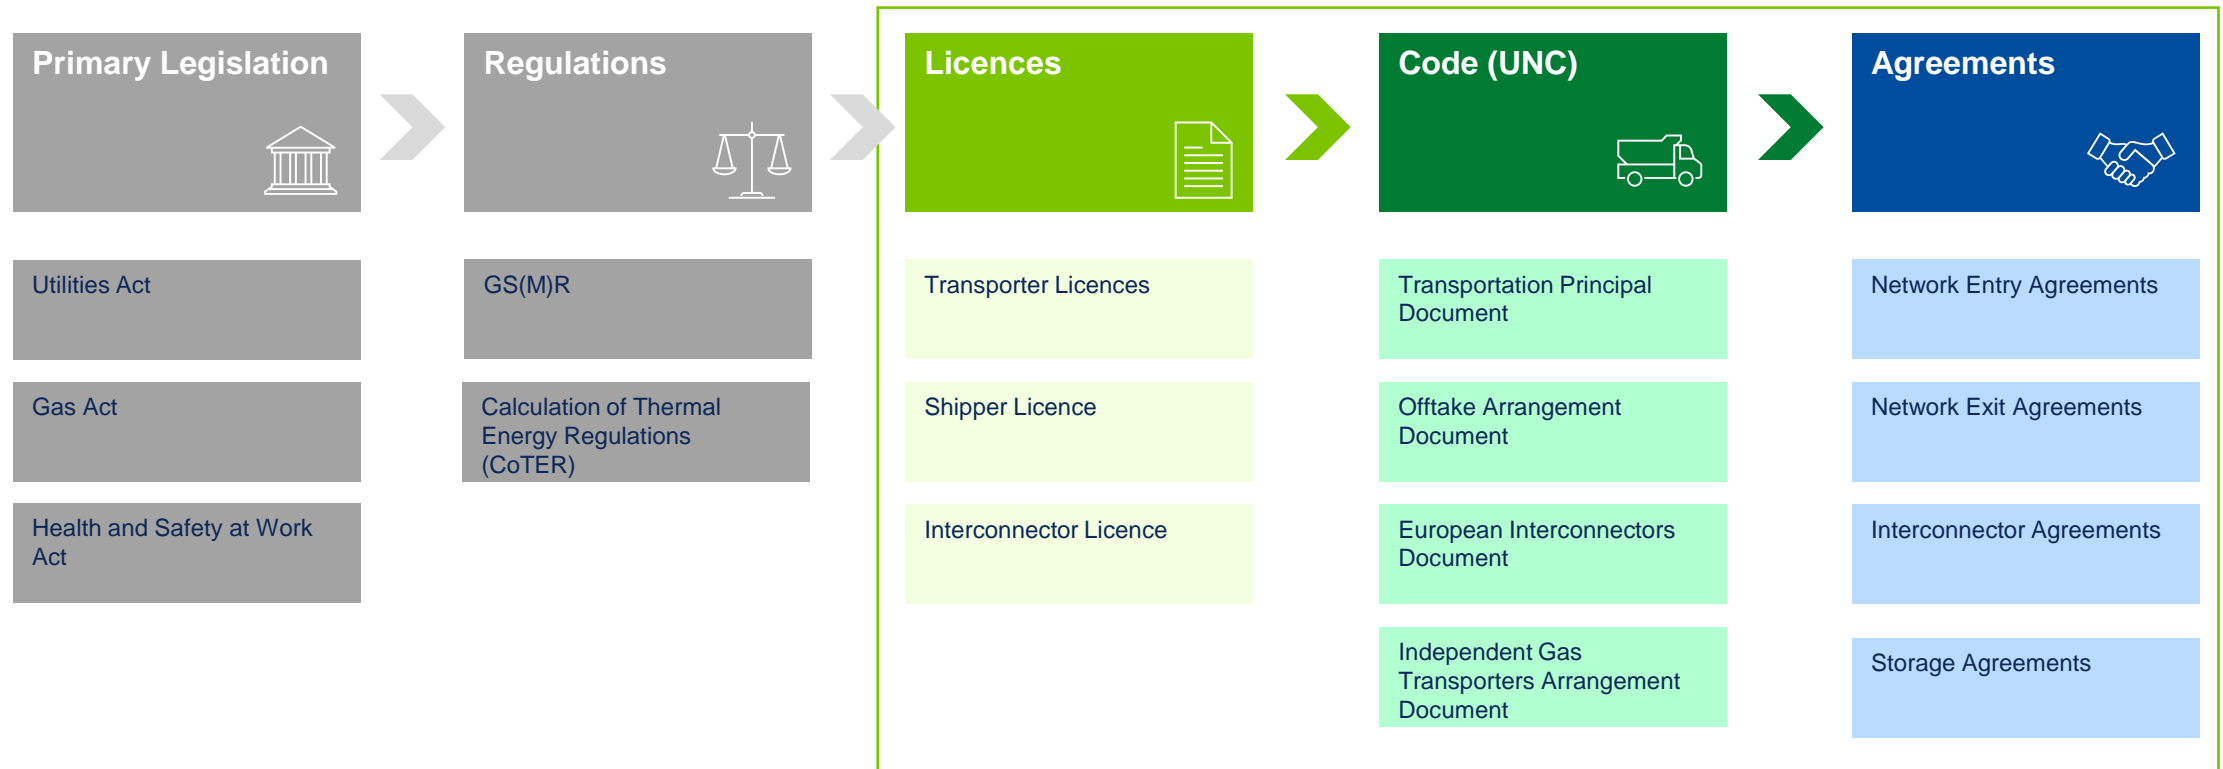 Primary Legislation
Utilities Act
Gas Act
Health and Safety at Work
Act
Regulations
GS(M)R
Calculation of Thermal
Energy Regulations
(CoTER)
Licences
Transporter Licences
Shipper Licence
Interconnector Licence
Code (UNC)
Transportation Principal
Document
Offtake Arrangement
Document
European Interconnectors
Document
Independent Gas
Transporters Arrangement
Document
Agreements
Network Entry Agreements
Network Exit Agreements
Interconnector Agreements
Storage Agreements